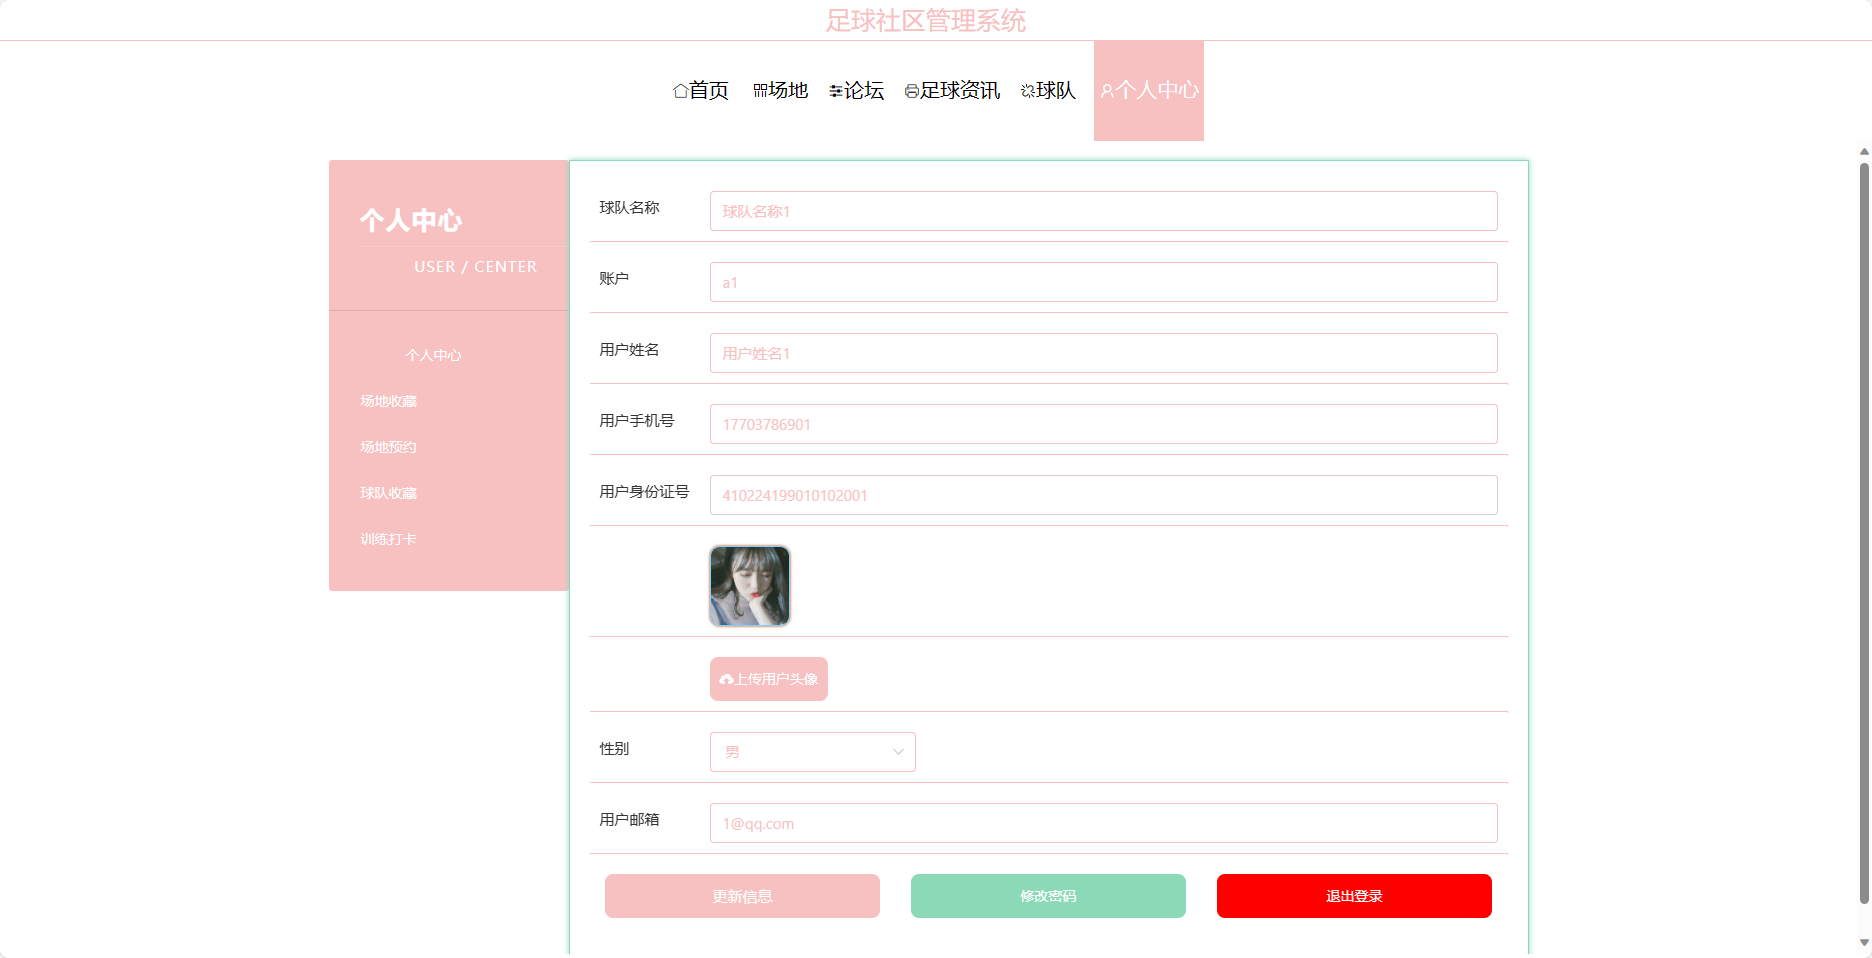 足球社区管理系统
首页 场地 论坛 足球资讯 球队 个人中心
个人中心
USER / CENTER
个人中心
场地收藏
场地预约
球队收藏
训练打卡
球队名称 球队名称1
账户 a1
用户姓名 用户姓名1
用户手机号 17703786901
用户身份证号 410224199010102001
上传用户头像
性别 男
用户邮箱 1@qq.com
更新信息 修改密码 退出登录